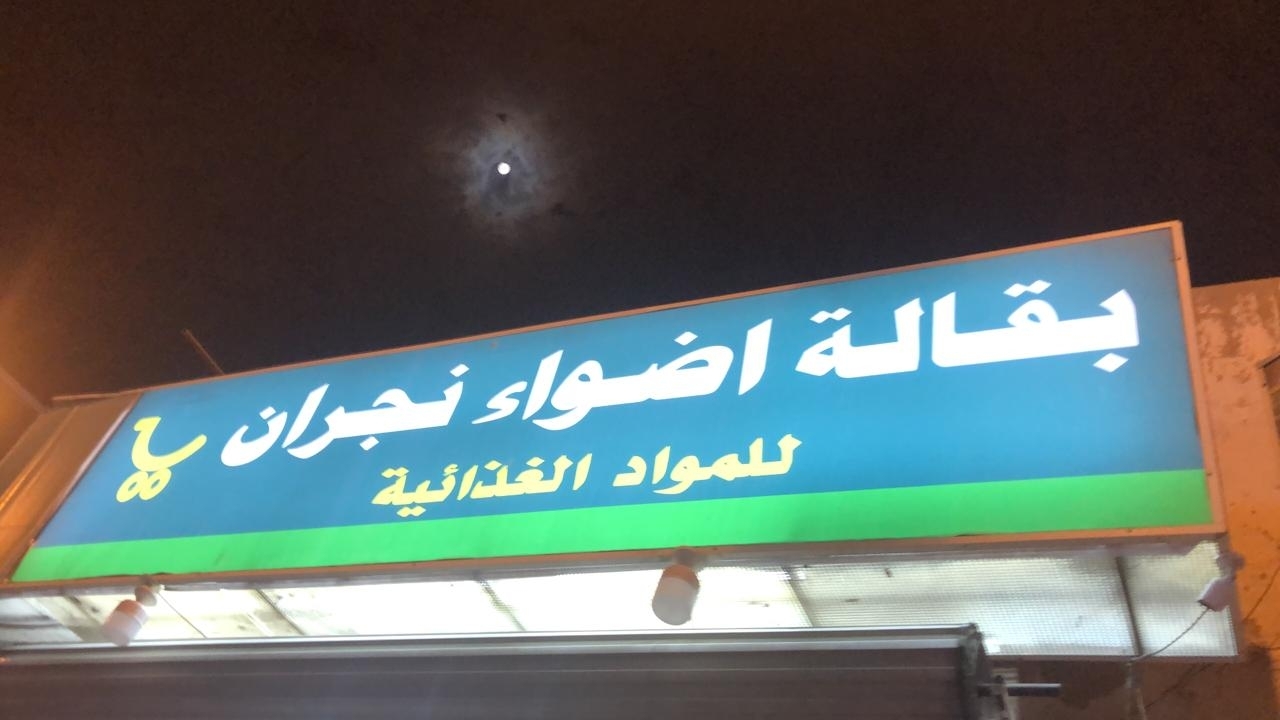 بقالة اضواء نجران
للمواد الغذائية